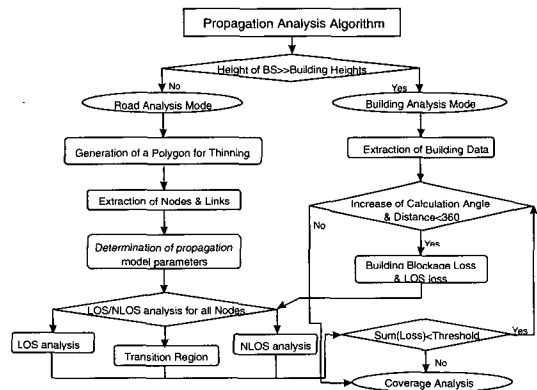 Propagation Analysis Algorithm
Height of BS>>Building Heights
No
Yes
Road Analysis Mode
Building Analysis Mode
Generation of a Polygon for Thinning
Extraction of Building Data
Extraction of Nodes & Links
Increase of Calculation Angle
& Distance<360
No
Yes
Determination of propagation
model parameters
Building Blockage Loss
& LOS loss
LOS/NLOS analysis for all Nodes
LOS analysis
Transition Region
NLOS analysis
Sum(Loss)<Threshold
Yes
No
Coverage Analysis